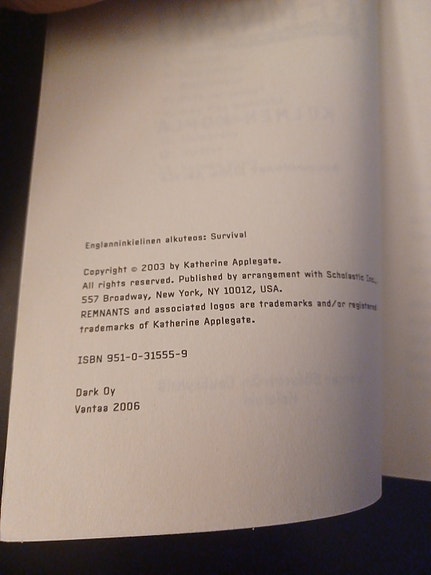 Englanninkielinen alkuteos: Survival
Copyright © 2003 by Katherine Applegate.
All rights reserved. Published by arrangement with Scholastic Inc.,
557 Broadway, New York, NY 10012, USA.
REMNANTS and associated logos are trademarks and/or registered
trademarks of Katherine Applegate.
ISBN 951-0-31555-9
Dark Oy
Vantaa 2006